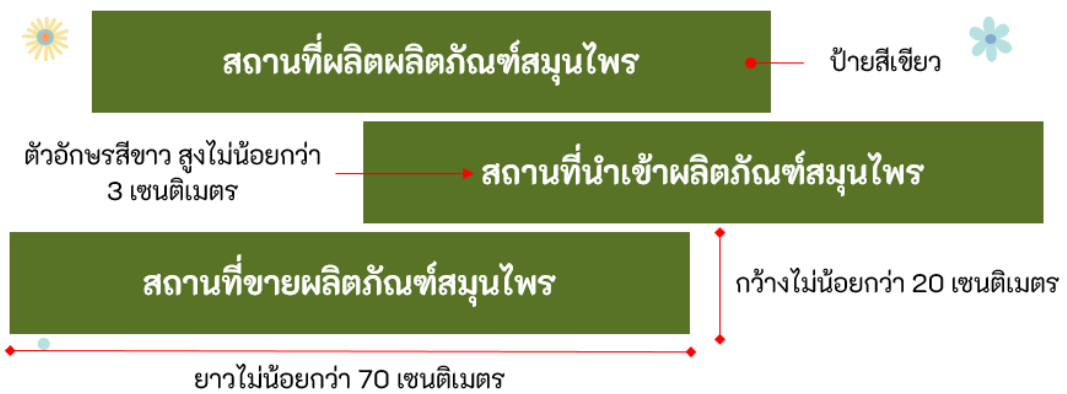 สถานที่ผลิตผลิตภัณฑ์สมุนไพร
ป้ายสีเขียว
ตัวอักษรสีขาว สูงไม่น้อยกว่า
3 เซนติเมตร
สถานที่นำเข้าผลิตภัณฑ์สมุนไพร
สถานที่ขายผลิตภัณฑ์สมุนไพร
กว้างไม่น้อยกว่า 20 เซนติเมตร
ยาวไม่น้อยกว่า 70 เซนติเมตร